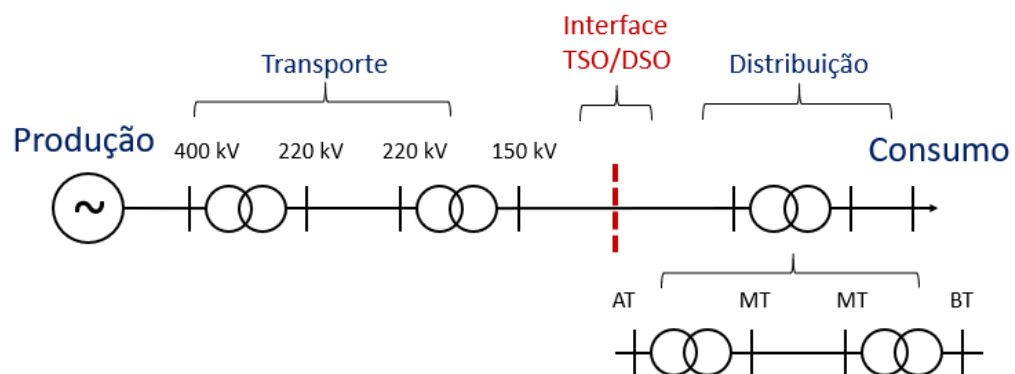 Interface
TSO/DSO
Transporte
Distribuição
Produção
400 kV
220 kV
220 kV
150 kV
Consumo
~
AT
MT
MT
BT